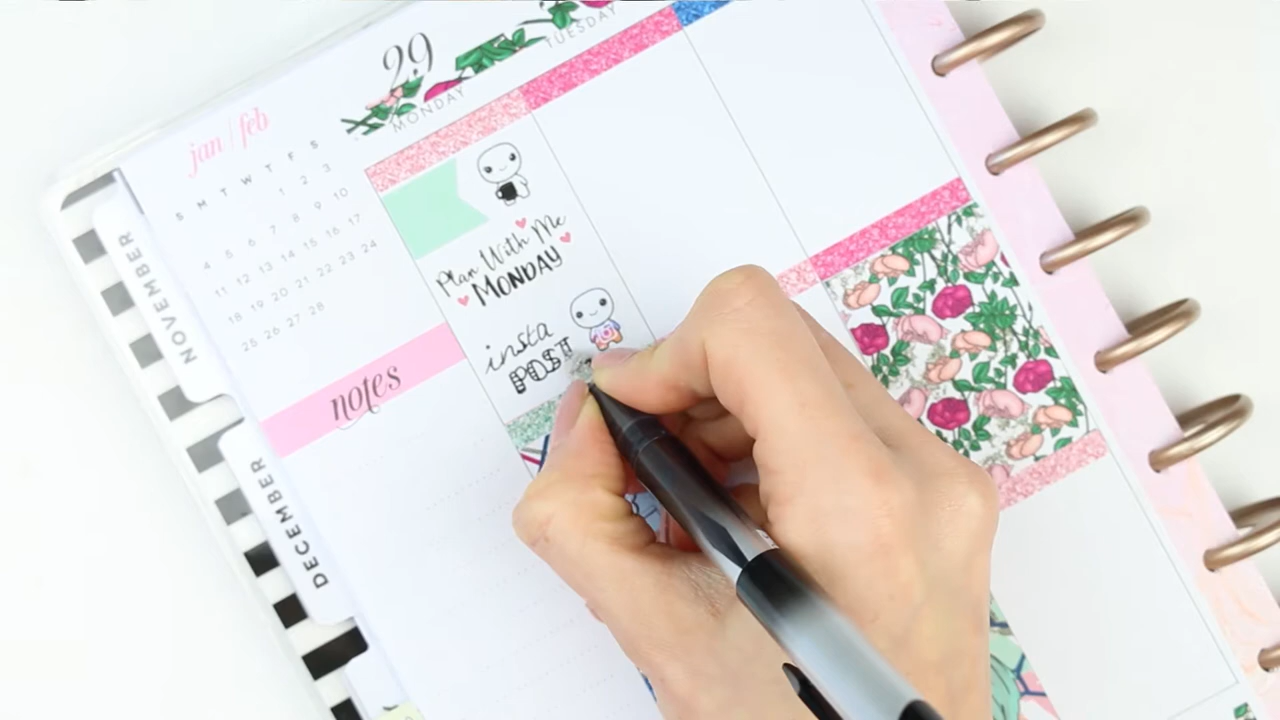 29
MONDAY
TUESDAY
jan / feb
S M T W T F S
1 2 3
4 5 6 7 8 9 10
11 12 13 14 15 16 17
18 19 20 21 22 23 24
25 26 27 28
NOVEMBER
Plan With Me
MONDAY
insta
POST
notes
DECEMBER